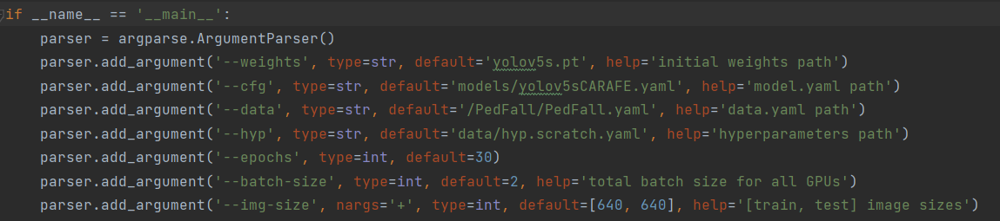 if __name__ == '__main__':
    parser = argparse.ArgumentParser()
    parser.add_argument('--weights', type=str, default='yolov5s.pt', help='initial weights path')
    parser.add_argument('--cfg', type=str, default='models/yolov5sCARAFE.yaml', help='model.yaml path')
    parser.add_argument('--data', type=str, default='/PedFall/PedFall.yaml', help='data.yaml path')
    parser.add_argument('--hyp', type=str, default='data/hyp.scratch.yaml', help='hyperparameters path')
    parser.add_argument('--epochs', type=int, default=30)
    parser.add_argument('--batch-size', type=int, default=2, help='total batch size for all GPUs')
    parser.add_argument('--img-size', nargs='+', type=int, default=[640, 640], help='[train, test] image sizes')